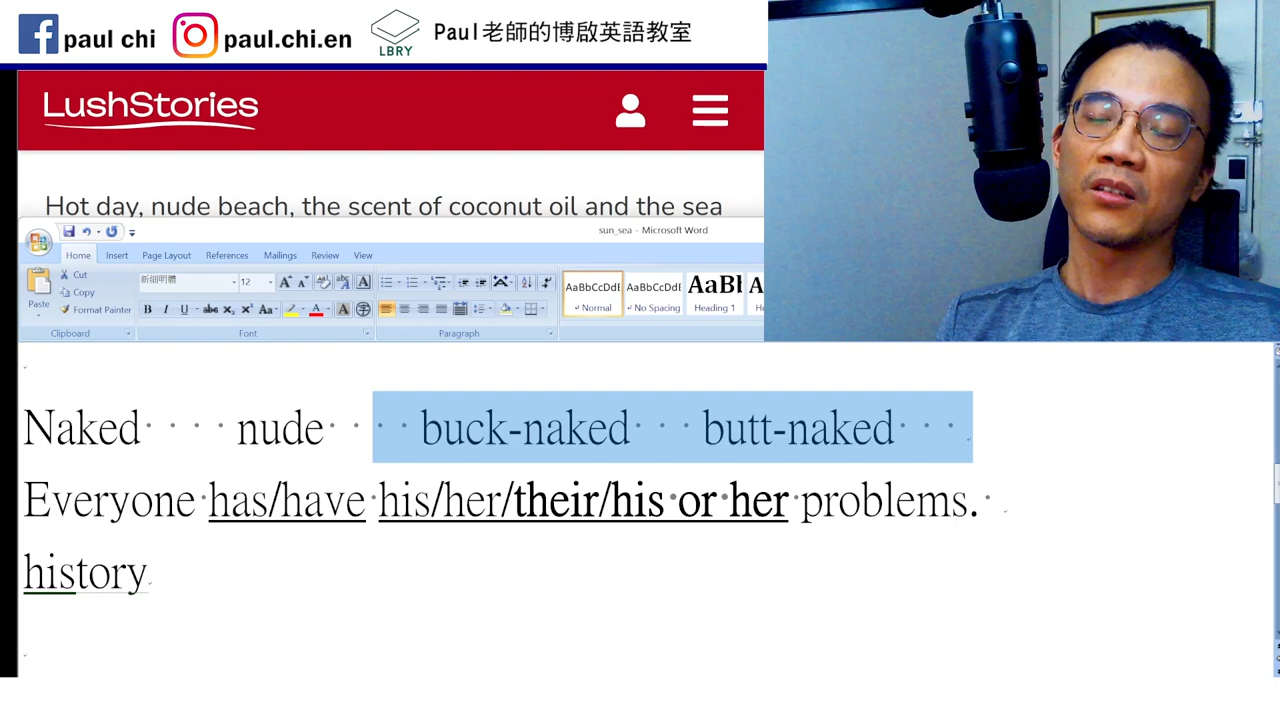 paul chi paul.chi.en LBRY Paul老師的博啟英語教室
LushStories
Hot day, nude beach, the scent of coconut oil and the sea
sun_sea - Microsoft Word
Home Insert Page Layout References Mailings Review View
Cut
Copy
Format Painter
Paste
新細明體 12
AaBbCcDdE AaBbCcDdE AaBl
Normal No Spacing Heading 1
Clipboard Font Paragraph
Naked nude buck-naked butt-naked
Everyone has/have his/her/their/his or her problems.
history